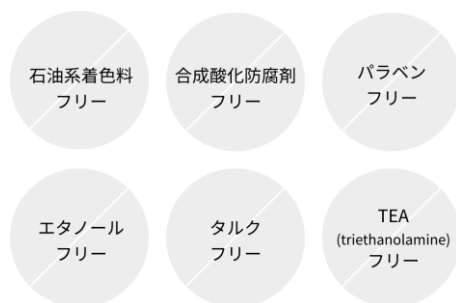 石油系着色料
フリー
合成酸化防腐剤
フリー
パラベン
フリー
エタノール
フリー
タルク
フリー
TEA
(triethanolamine)
フリー